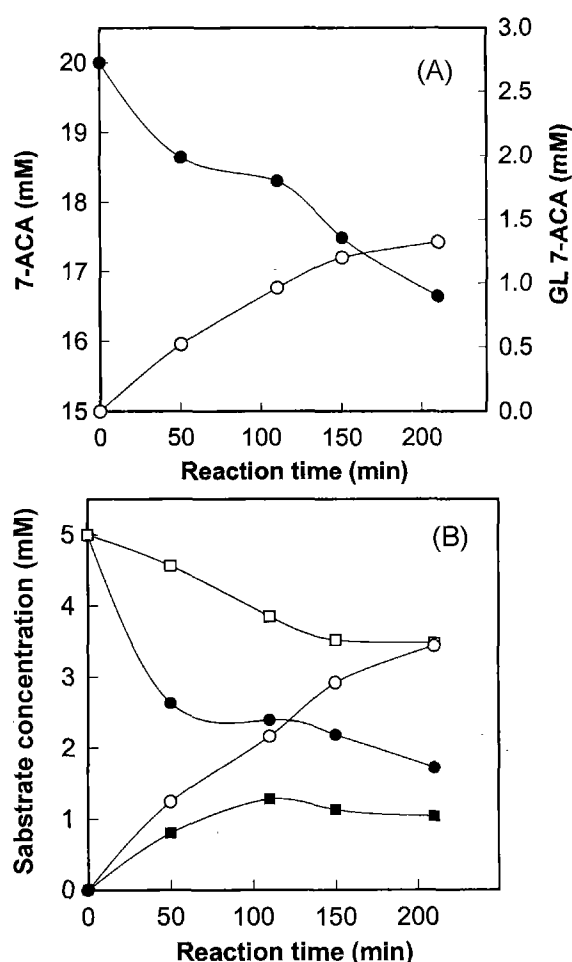 (A)
7-ACA (mM)
20
19
18
17
16
15
GL 7-ACA (mM)
3.0
2.5
2.0
1.5
1.0
0.5
0.0
0 50 100 150 200
Reaction time (min)
(B)
Sabstrate concentration (mM)
5
4
3
2
1
0
0 50 100 150 200
Reaction time (min)